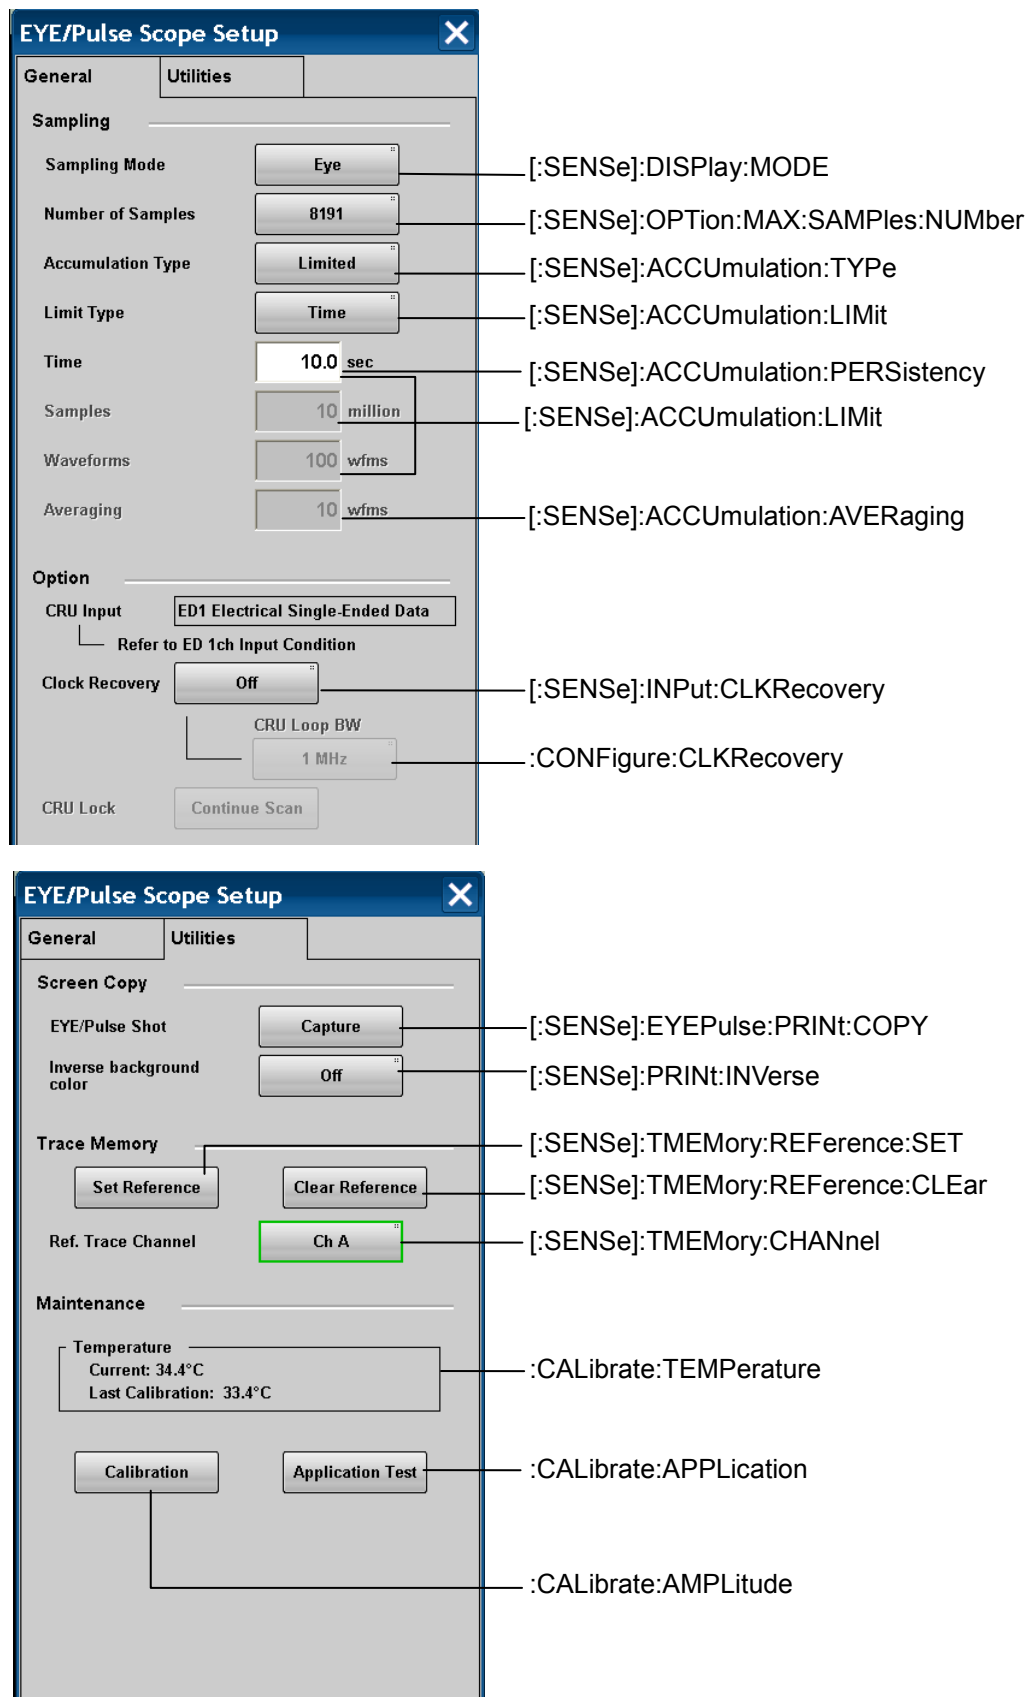 EYE/Pulse Scope Setup
General Utilities
Sampling
Sampling Mode Eye [:SENSe]:DISPlay:MODE
Number of Samples 8191 [:SENSe]:OPTion:MAX:SAMPles:NUMber
Accumulation Type Limited [:SENSe]:ACCUmulation:TYPe
Limit Type Time [:SENSe]:ACCUmulation:LIMit
Time 10.0 sec [:SENSe]:ACCUmulation:PERSistency
Samples 10 million [:SENSe]:ACCUmulation:LIMit
Waveforms 100 wfms
Averaging 10 wfms [:SENSe]:ACCUmulation:AVERaging
Option
CRU Input ED1 Electrical Single-Ended Data
Refer to ED 1ch Input Condition
Clock Recovery Off [:SENSe]:INPut:CLKRecovery
CRU Loop BW
1 MHz :CONFigure:CLKRecovery
CRU Lock Continue Scan
EYE/Pulse Scope Setup
General Utilities
Screen Copy
EYE/Pulse Shot Capture [:SENSe]:EYEPulse:PRINt:COPY
Inverse background
color Off [:SENSe]:PRINt:INVerse
Trace Memory [:SENSe]:TMEMory:REFerence:SET
Set Reference Clear Reference [:SENSe]:TMEMory:REFerence:CLEar
Ref. Trace Channel Ch A [:SENSe]:TMEMory:CHANnel
Maintenance
Temperature
Current: 34.4°C :CALibrate:TEMPerature
Last Calibration: 33.4°C
Calibration Application Test :CALibrate:APPLication
:CALibrate:AMPLitude